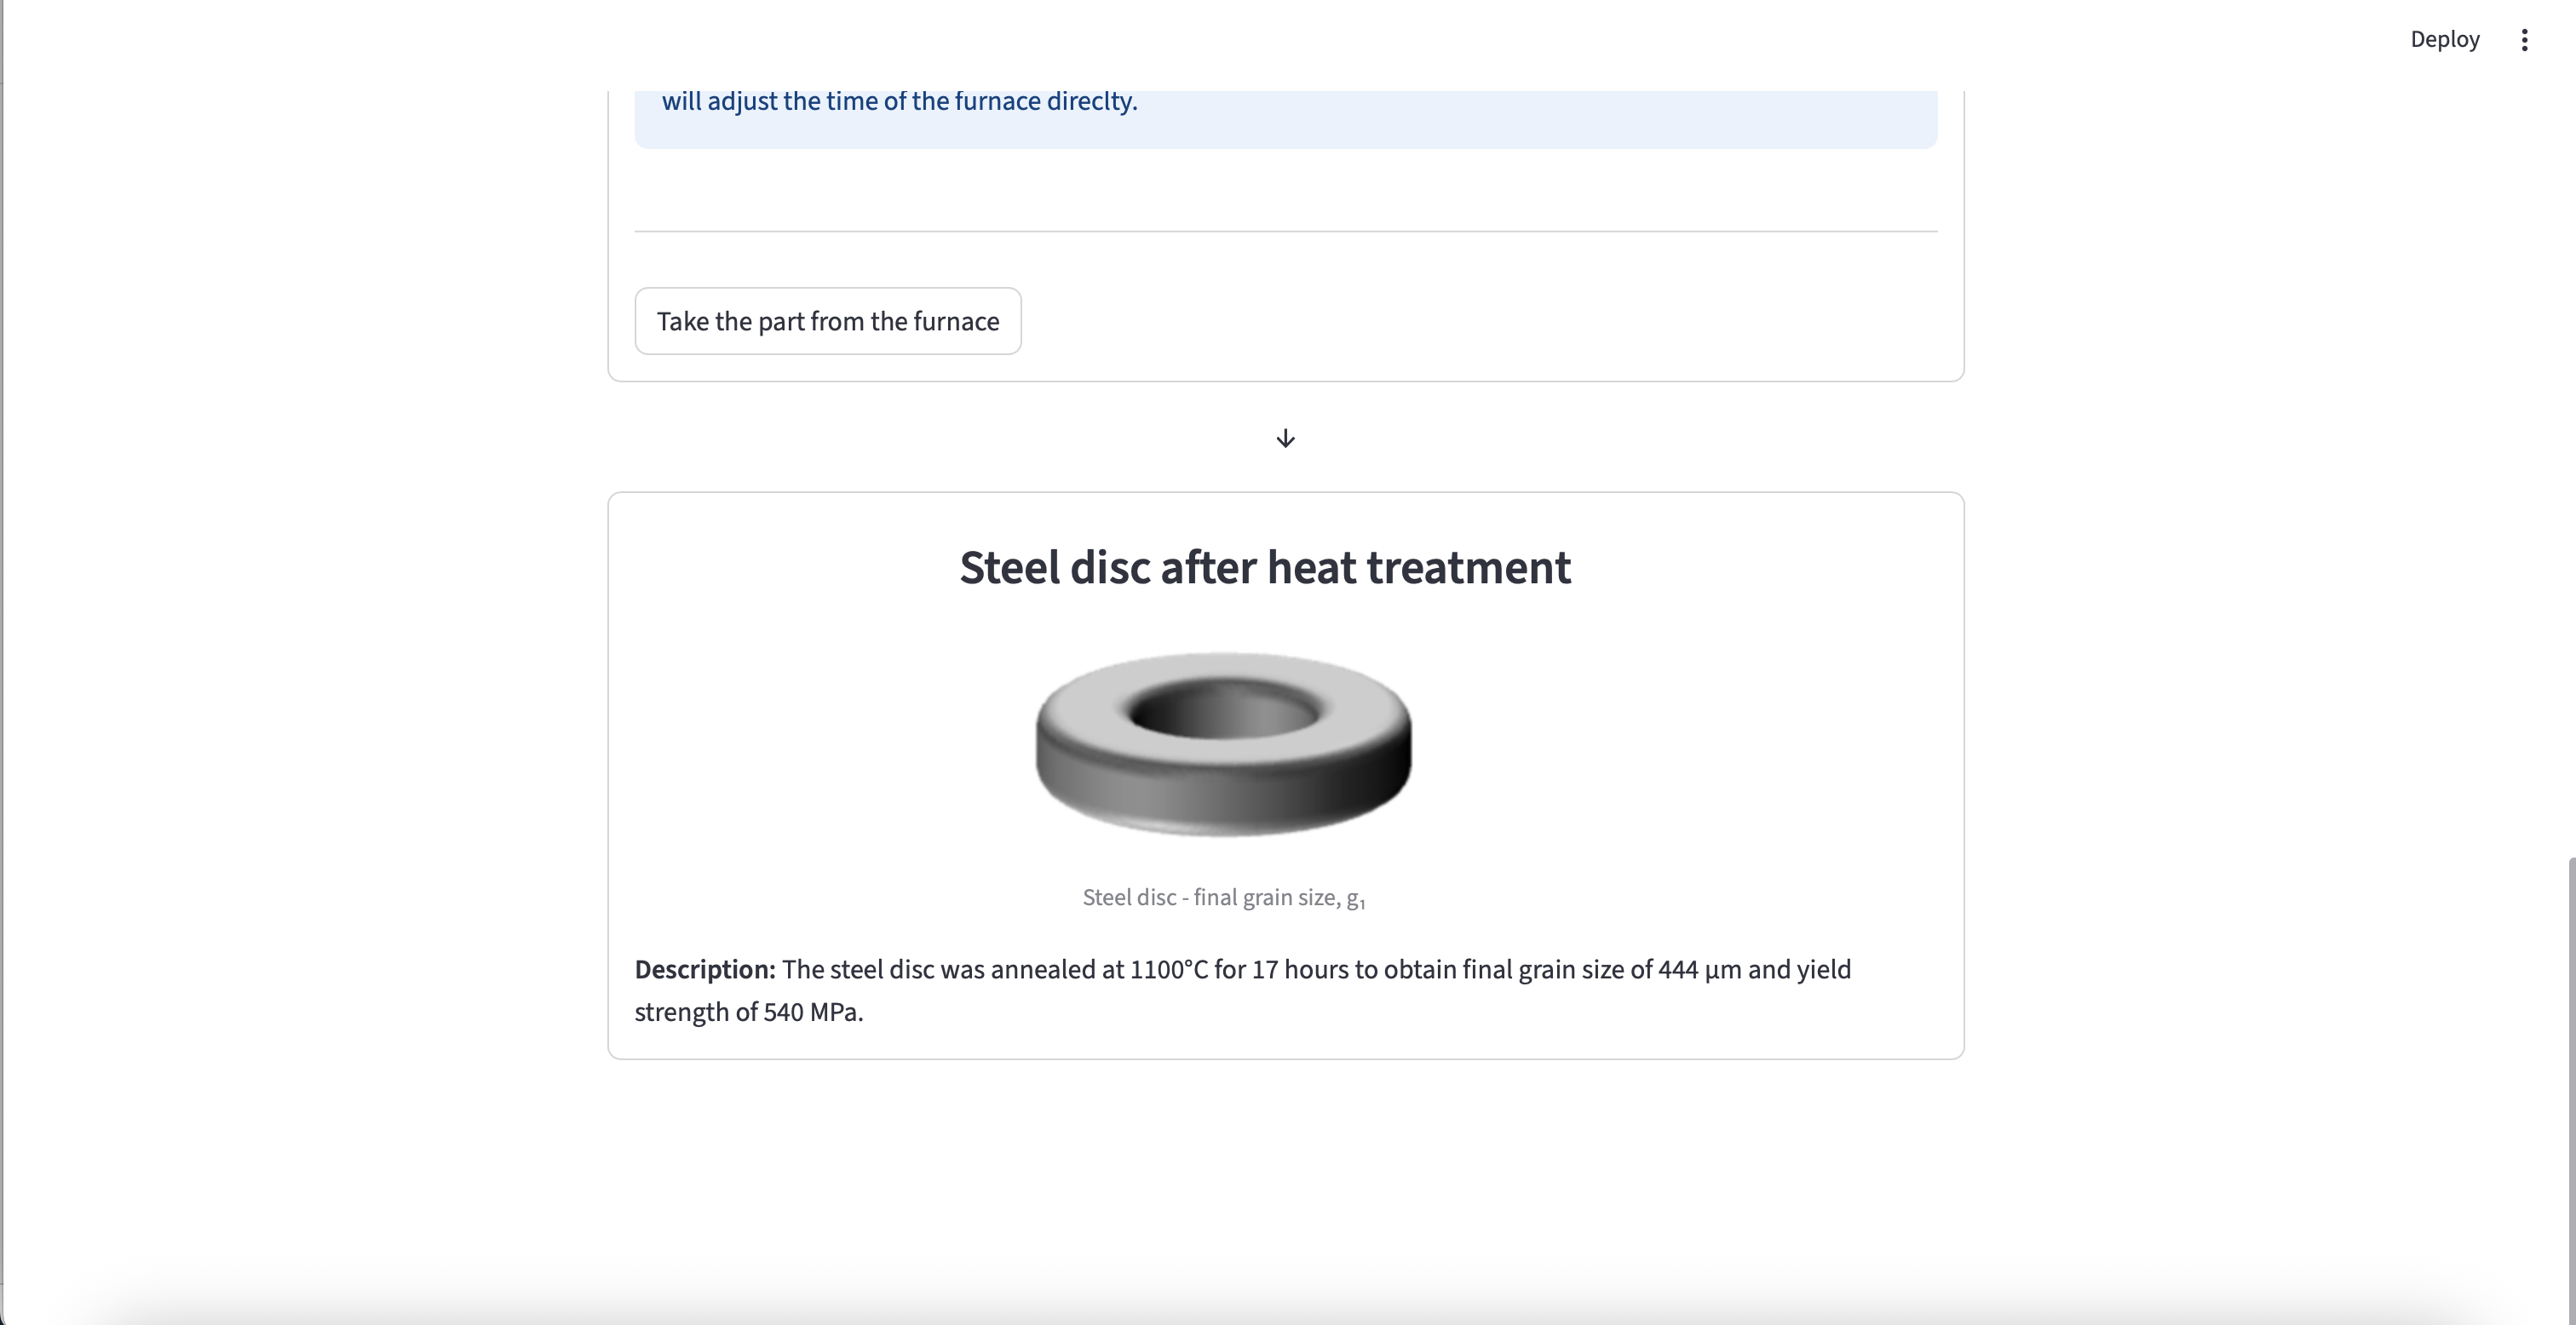 Deploy
will adjust the time of the furnace direclty.
Take the part from the furnace
Steel disc after heat treatment
Steel disc - final grain size, g₁
Description: The steel disc was annealed at 1100°C for 17 hours to obtain final grain size of 444 μm and yield
strength of 540 MPa.